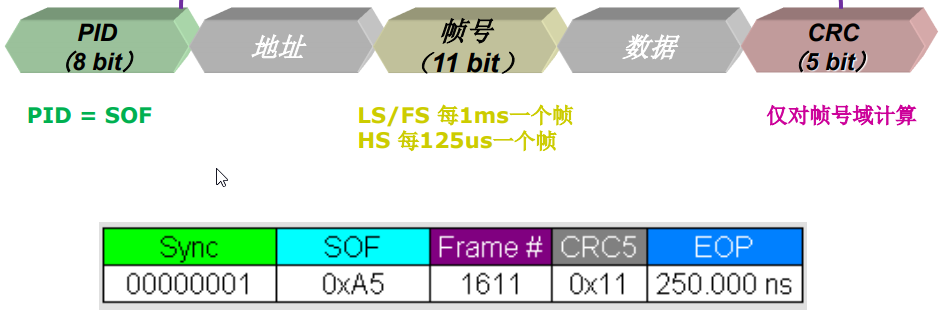 PID
（8 bit）
地址
帧号
（11 bit）
数据
CRC
（5 bit）
PID = SOF
LS/FS 每1ms一个帧
HS 每125us一个帧
仅对帧号域计算
Sync SOF Frame # CRC5 EOP
00000001 0xA5 1611 0x11 250.000 ns